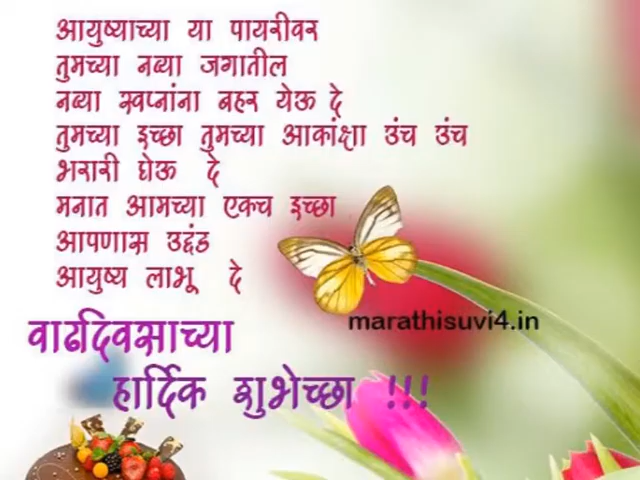 आयुष्याच्या या पायरीवर
तुमच्या नव्या जगातील
नव्या स्वप्नांना बहर येऊ दे
तुमच्या इच्छा तुमच्या आकांक्षा उंच उंच
भरारी घेऊ दे
मनात आमच्या एकच इच्छा
आपणास उद्दंड
आयुष्य लाभू दे
marathisuvi4.in
वाढदिवसाच्या
हार्दिक शुभेच्छा !!!